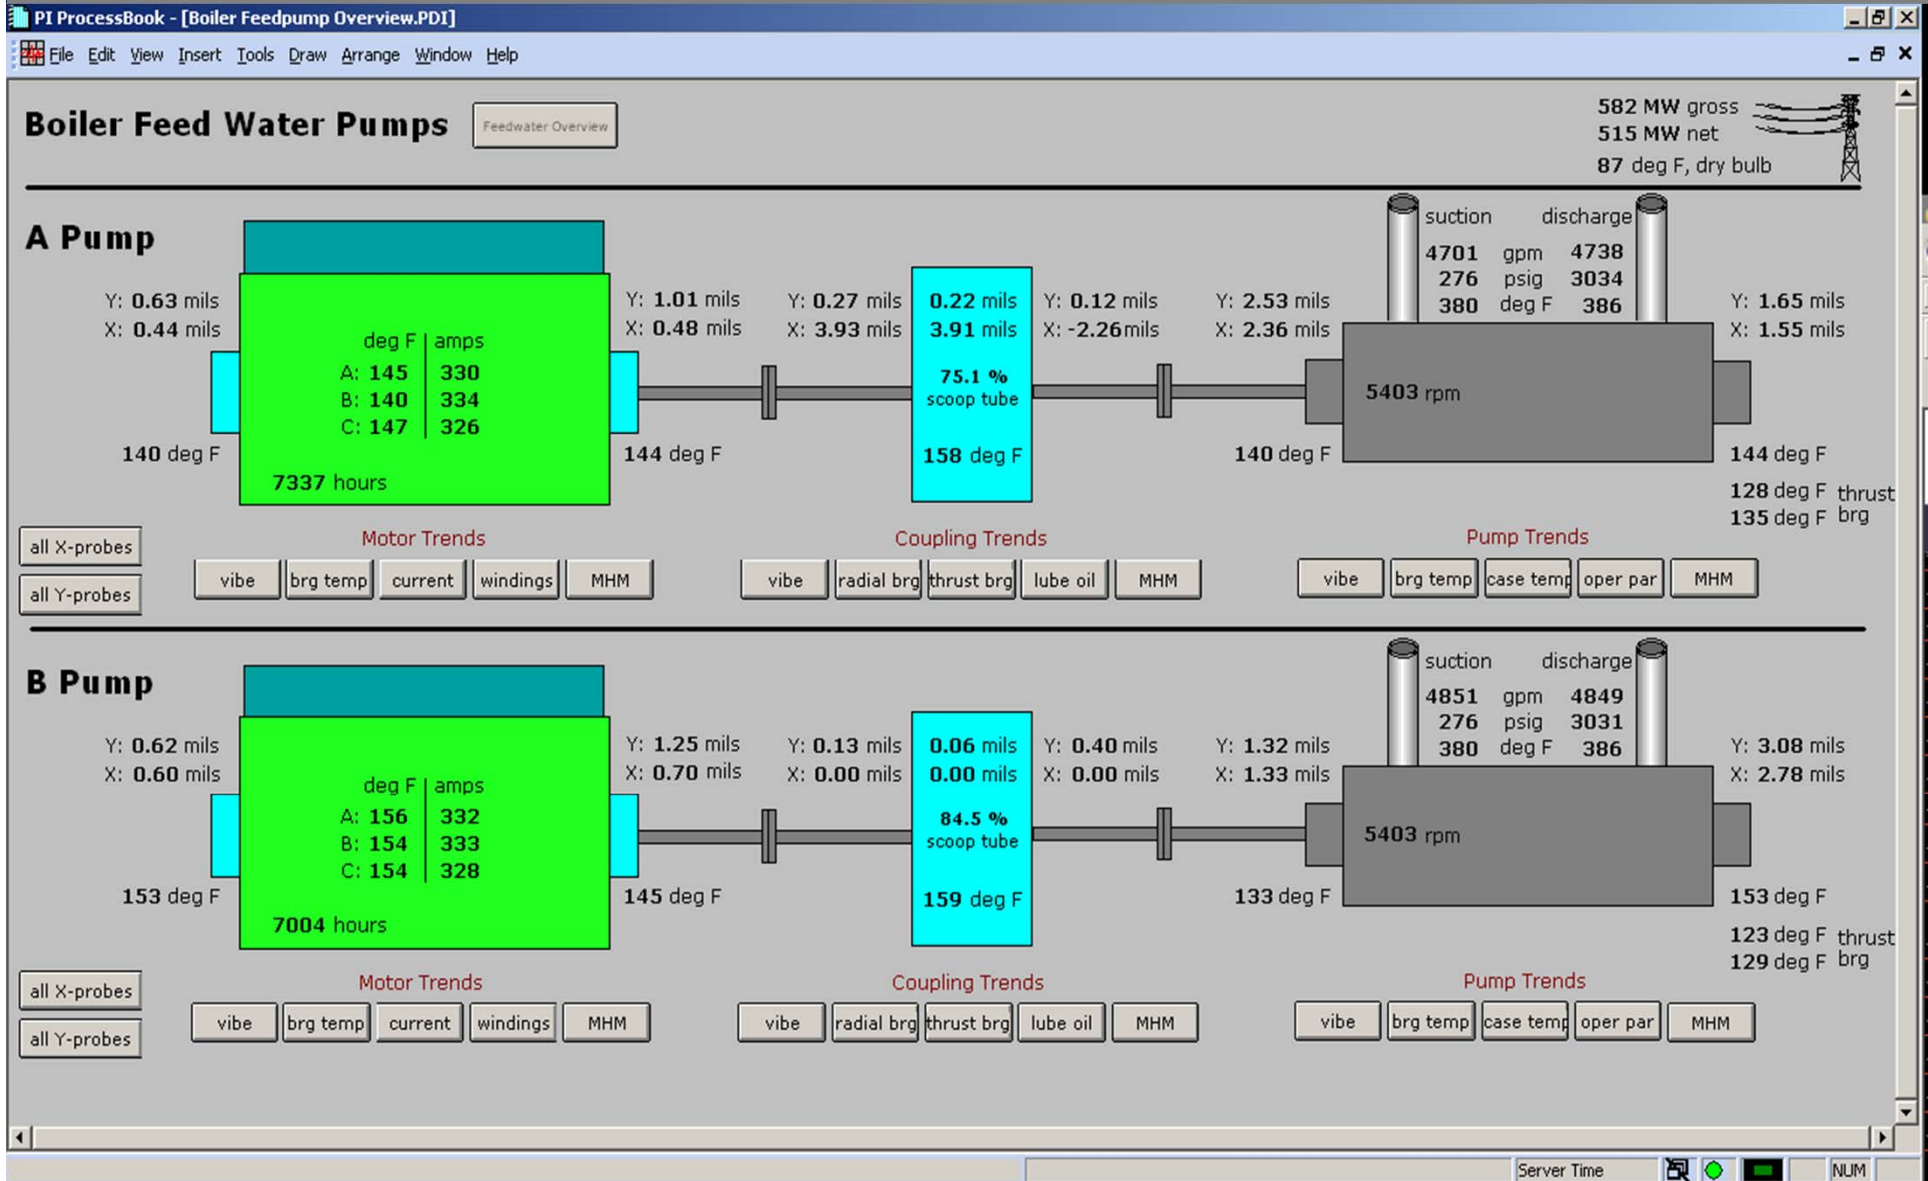 PI ProcessBook - [Boiler Feedpump Overview.PDI]
File Edit View Insert Tools Draw Arrange Window Help
Boiler Feed Water Pumps
Feedwater Overview
582 MW gross
515 MW net
87 deg F, dry bulb
A Pump
suction discharge
4701 gpm 4738
276 psig 3034
380 deg F 386
Y: 0.63 mils
X: 0.44 mils
Y: 1.01 mils
X: 0.48 mils
Y: 0.27 mils
X: 3.93 mils
0.22 mils
3.91 mils
Y: 0.12 mils
X: -2.26mils
Y: 2.53 mils
X: 2.36 mils
Y: 1.65 mils
X: 1.55 mils
deg F amps
A: 145 330
B: 140 334
C: 147 326
75.1 %
scoop tube
5403 rpm
140 deg F
144 deg F
158 deg F
140 deg F
144 deg F
7337 hours
128 deg F thrust
135 deg F brg
all X-probes
all Y-probes
Motor Trends
vibe brg temp current windings MHM
Coupling Trends
vibe radial brg thrust brg lube oil MHM
Pump Trends
vibe brg temp case temp oper par MHM
B Pump
suction discharge
4851 gpm 4849
276 psig 3031
380 deg F 386
Y: 0.62 mils
X: 0.60 mils
Y: 1.25 mils
X: 0.70 mils
Y: 0.13 mils
X: 0.00 mils
0.06 mils
0.00 mils
Y: 0.40 mils
X: 0.00 mils
Y: 1.32 mils
X: 1.33 mils
Y: 3.08 mils
X: 2.78 mils
deg F amps
A: 156 332
B: 154 333
C: 154 328
84.5 %
scoop tube
5403 rpm
153 deg F
145 deg F
159 deg F
133 deg F
153 deg F
7004 hours
123 deg F thrust
129 deg F brg
all X-probes
all Y-probes
Motor Trends
vibe brg temp current windings MHM
Coupling Trends
vibe radial brg thrust brg lube oil MHM
Pump Trends
vibe brg temp case temp oper par MHM
Server Time NUM